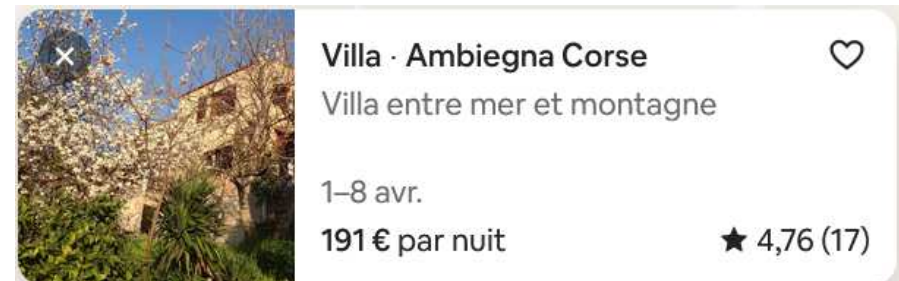 Villa · Ambiegna Corse
Villa entre mer et montagne
1–8 avr.
191 € par nuit
★ 4,76 (17)